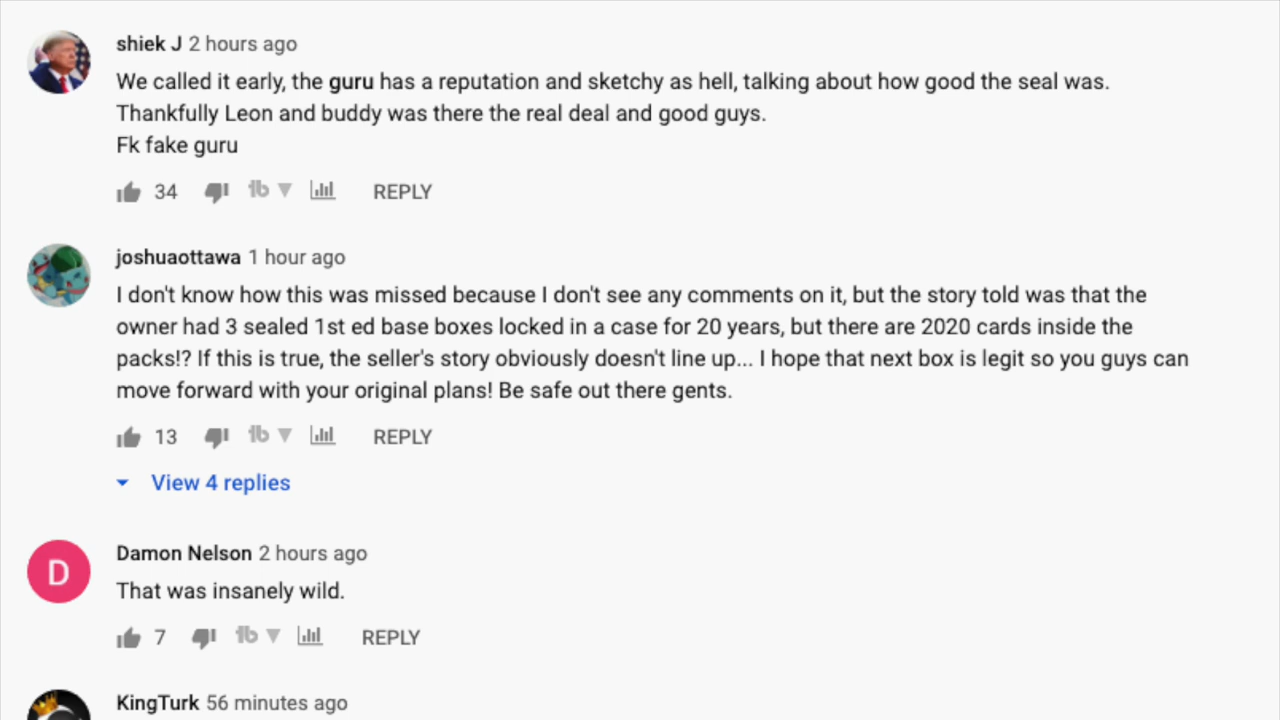 shiek J 2 hours ago
We called it early, the guru has a reputation and sketchy as hell, talking about how good the seal was.
Thankfully Leon and buddy was there the real deal and good guys.
Fk fake guru
34 REPLY
joshuaottawa 1 hour ago
I don't know how this was missed because I don't see any comments on it, but the story told was that the
owner had 3 sealed 1st ed base boxes locked in a case for 20 years, but there are 2020 cards inside the
packs!? If this is true, the seller's story obviously doesn't line up... I hope that next box is legit so you guys can
move forward with your original plans! Be safe out there gents.
13 REPLY
View 4 replies
D
Damon Nelson 2 hours ago
That was insanely wild.
7 REPLY
KingTurk 56 minutes ago